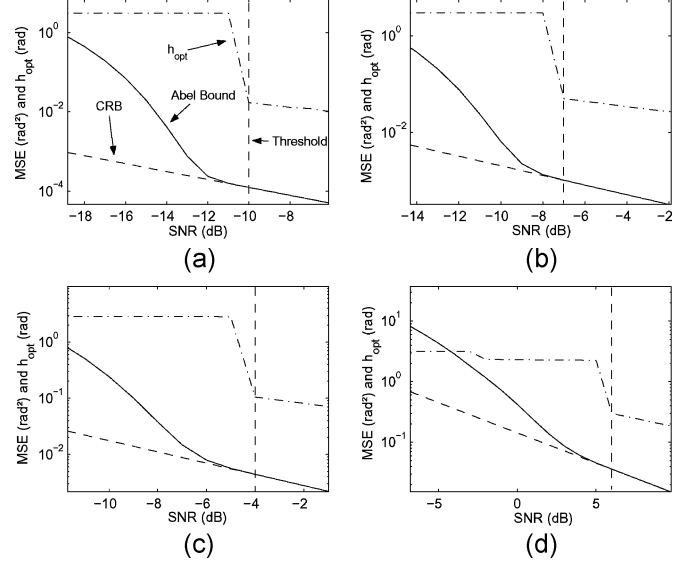 MSE (rad²) and h_opt (rad)
10⁰
10⁻²
10⁻⁴
h_opt
Abel Bound
CRB
Threshold
−18 −16 −14 −12 −10 −8
SNR (dB)
(a)
MSE (rad²) and h_opt (rad)
10⁰
10⁻²
−14 −12 −10 −8 −6 −4 −2
SNR (dB)
(b)
MSE (rad²) and h_opt (rad)
10⁰
10⁻¹
10⁻²
−10 −8 −6 −4 −2
SNR (dB)
(c)
MSE (rad²) and h_opt (rad)
10¹
10⁰
10⁻¹
−5 0 5
SNR (dB)
(d)